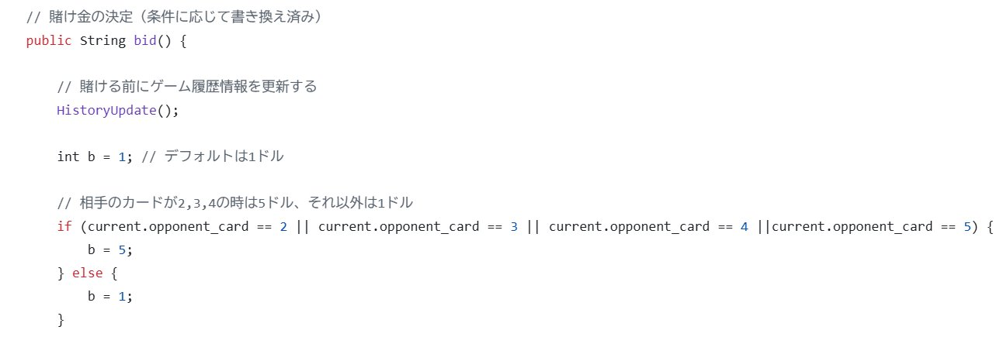 // 賭け金の決定（条件に応じて書き換え済み）
public String bid() {
// 賭ける前にゲーム履歴情報を更新する
HistoryUpdate();
int b = 1; // デフォルトは1ドル
// 相手のカードが2,3,4の時は5ドル、それ以外は1ドル
if (current.opponent_card == 2 || current.opponent_card == 3 || current.opponent_card == 4 ||current.opponent_card == 5) {
b = 5;
} else {
b = 1;
}